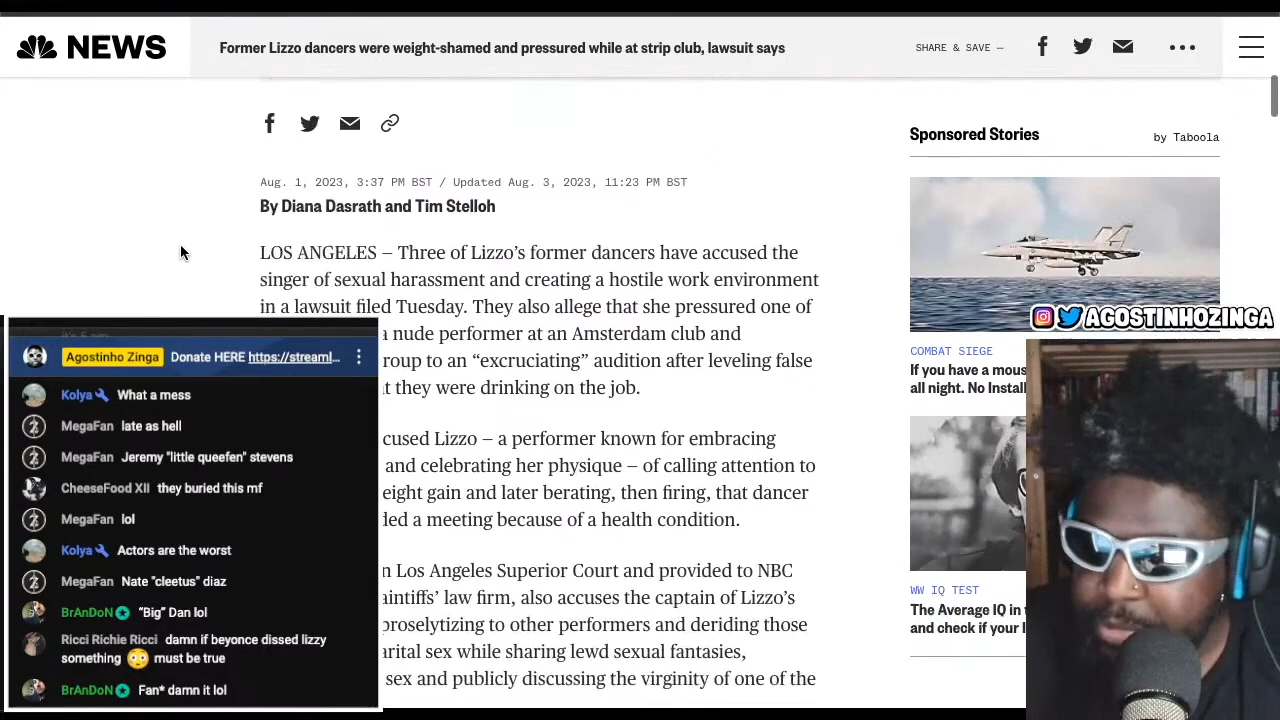 NEWS
Former Lizzo dancers were weight-shamed and pressured while at strip club, lawsuit says
SHARE & SAVE —
Aug. 1, 2023, 3:37 PM BST / Updated Aug. 3, 2023, 11:23 PM BST
By Diana Dasrath and Tim Stelloh
LOS ANGELES — Three of Lizzo's former dancers have accused the
singer of sexual harassment and creating a hostile work environment
in a lawsuit filed Tuesday. They also allege that she pressured one of
a nude performer at an Amsterdam club and
roup to an “excruciating” audition after leveling false
t they were drinking on the job.
cused Lizzo — a performer known for embracing
and celebrating her physique — of calling attention to
eight gain and later berating, then firing, that dancer
ded a meeting because of a health condition.
n Los Angeles Superior Court and provided to NBC
aintiffs' law firm, also accuses the captain of Lizzo's
proselytizing to other performers and deriding those
arital sex while sharing lewd sexual fantasies,
sex and publicly discussing the virginity of one of the
Sponsored Stories
by Taboola
COMBAT SIEGE
If you have a mous
all night. No Install
WW IQ TEST
The Average IQ in t
and check if your I
AGOSTINHOZINGA
Agostinho Zinga Donate HERE https://streaml...
Kolya What a mess
MegaFan late as hell
MegaFan Jeremy "little queefen" stevens
CheeseFood XII they buried this mf
MegaFan lol
Kolya Actors are the worst
MegaFan Nate "cletus" diaz
BrAnDoN “Big” Dan lol
Ricci Richie Ricci damn if beyonce dissed lizzy
something must be true
BrAnDoN Fan* damn it lol